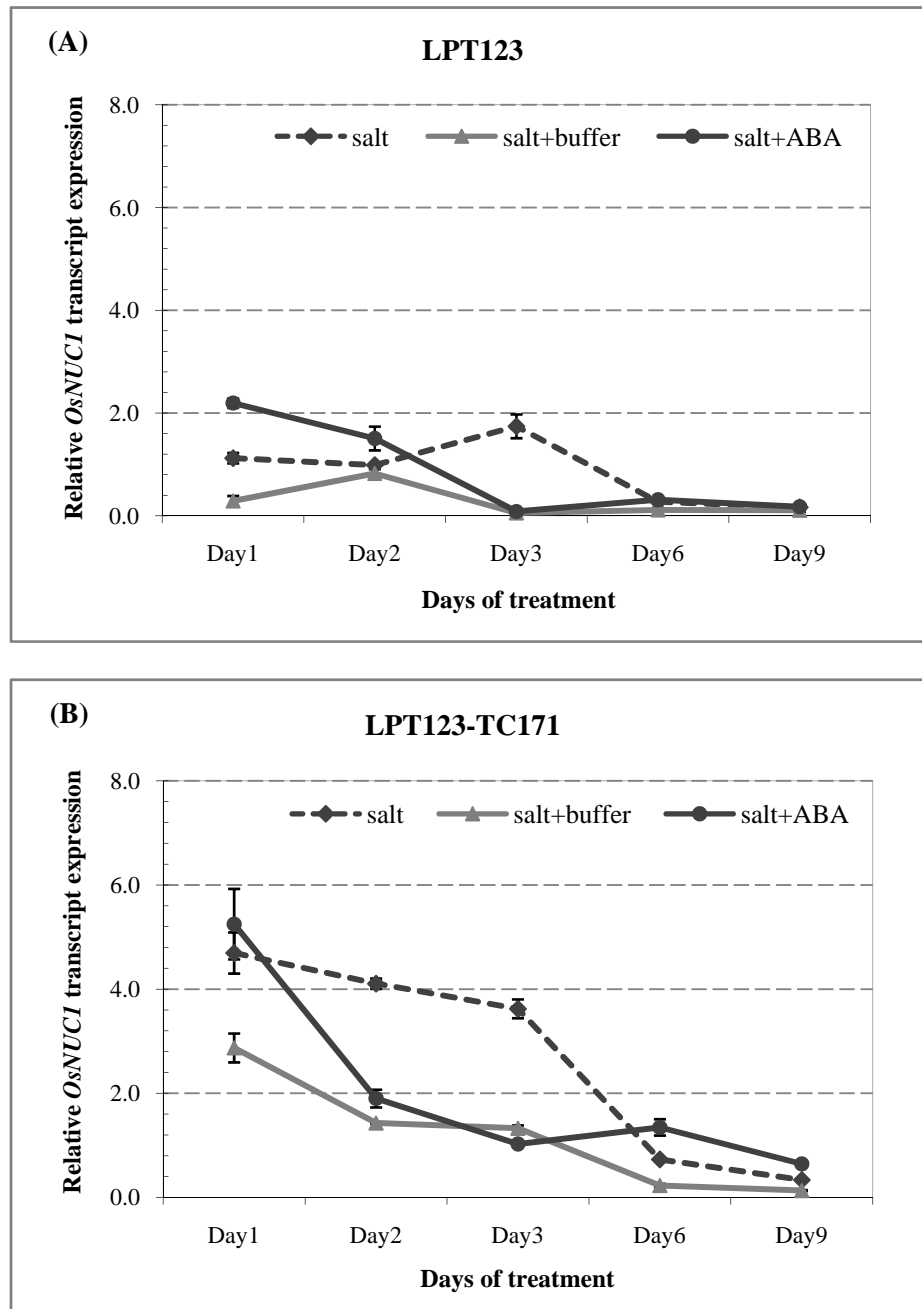 (A)
LPT123
8.0
salt salt+buffer salt+ABA
6.0
4.0
2.0
0.0
Relative OsNUC1 transcript expression
Day1 Day2 Day3 Day6 Day9
Days of treatment
(B)
LPT123-TC171
8.0
salt salt+buffer salt+ABA
6.0
4.0
2.0
0.0
Relative OsNUC1 transcript expression
Day1 Day2 Day3 Day6 Day9
Days of treatment